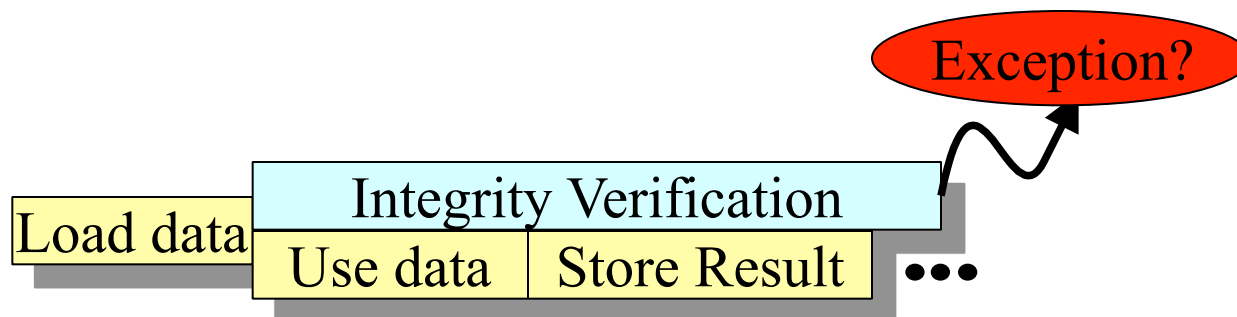 Exception?
Integrity Verification
Load data
Use data
Store Result
•••